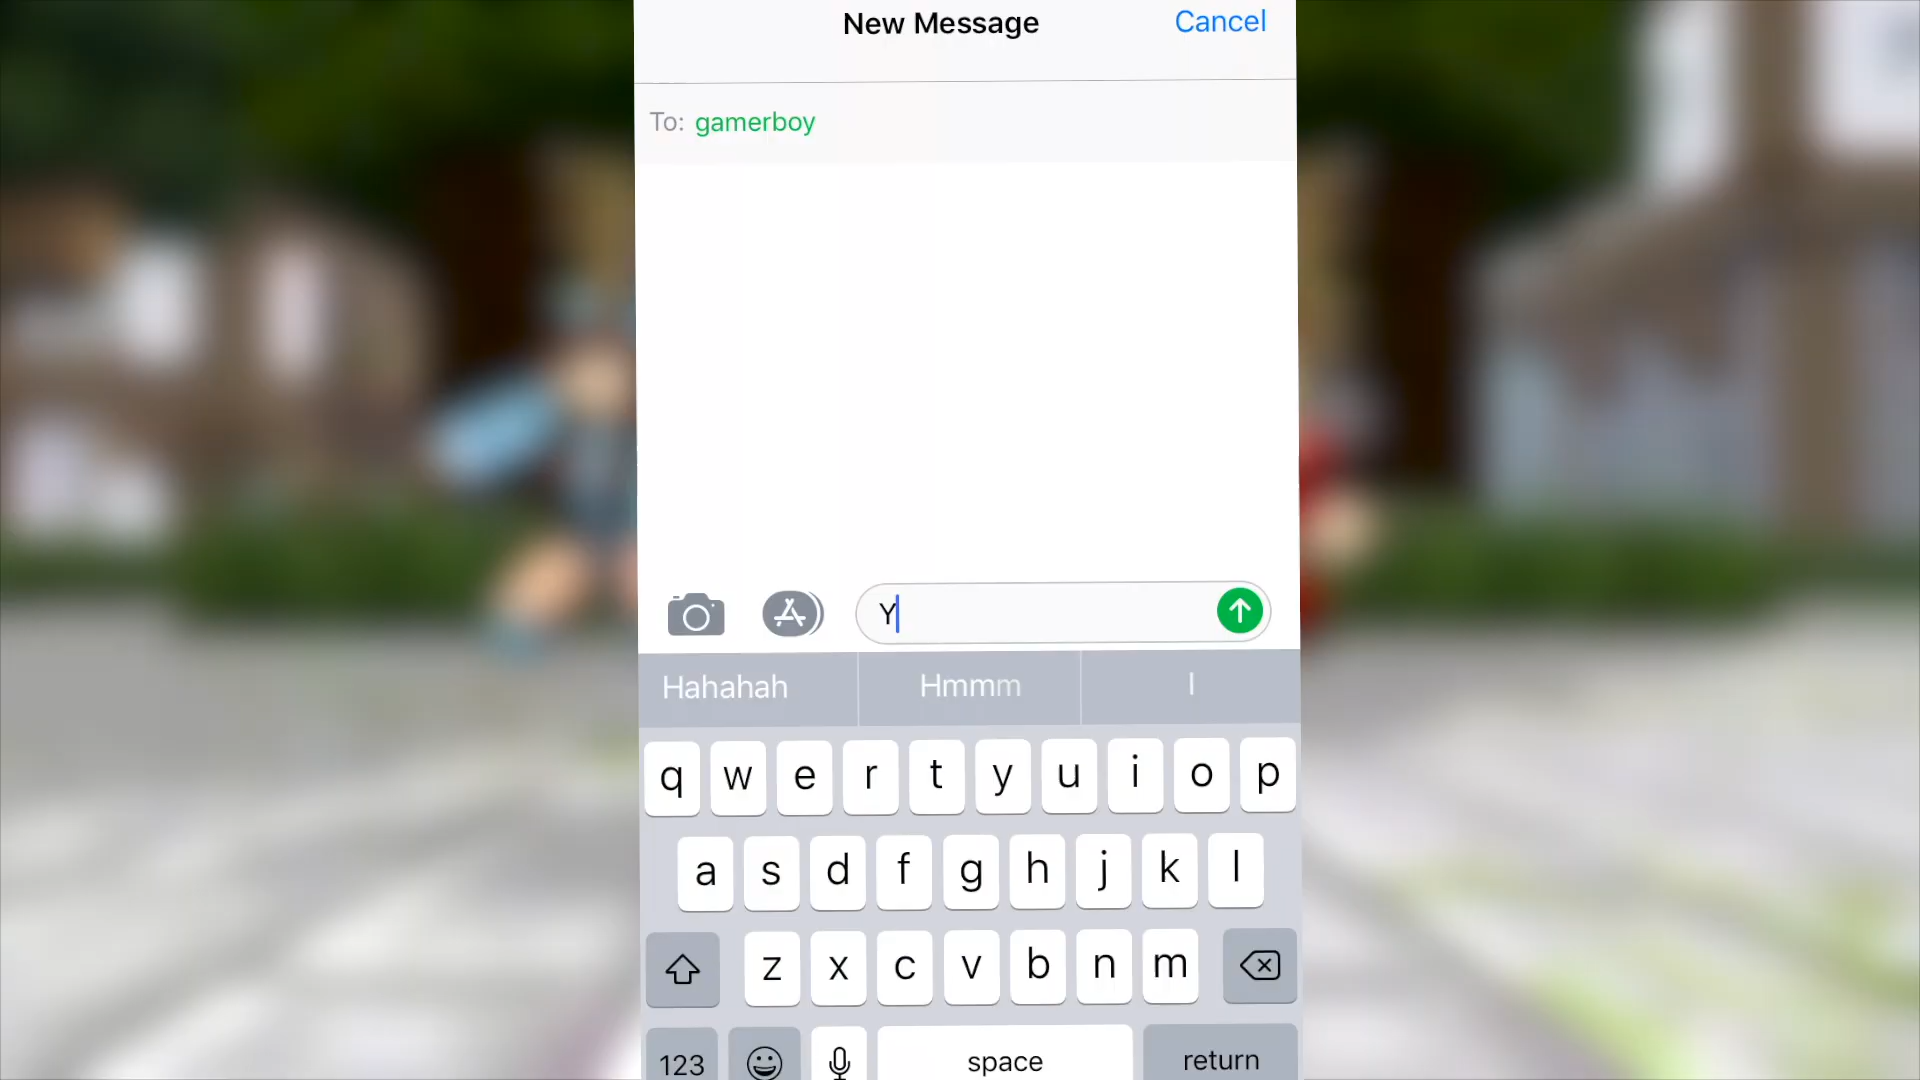 New Message Cancel
To: gamerboy
Y
Hahahah Hmmm I
q w e r t y u i o p
a s d f g h j k l
z x c v b n m
123 space return